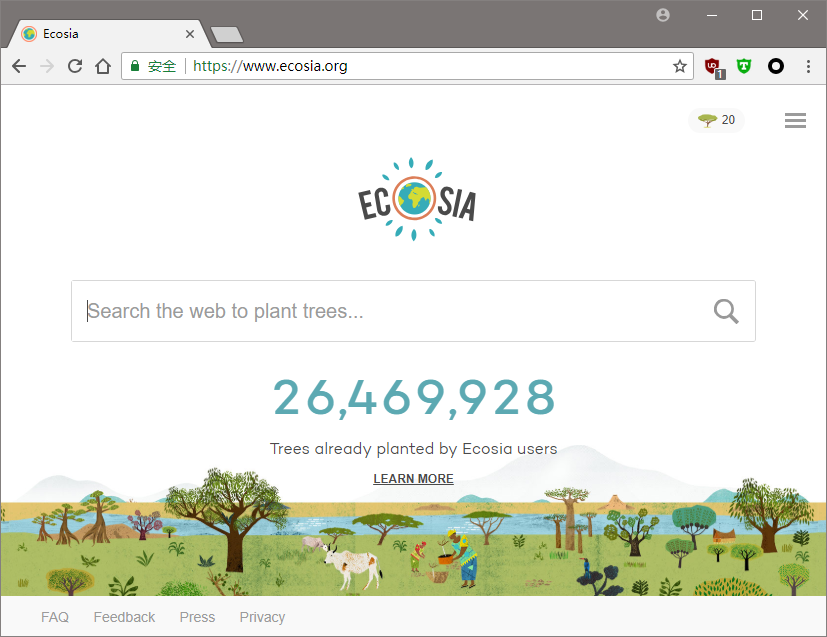 Ecosia
安全
https://www.ecosia.org
1
20
ECOSIA
Search the web to plant trees...
26,469,928
Trees already planted by Ecosia users
LEARN MORE
FAQ Feedback Press Privacy